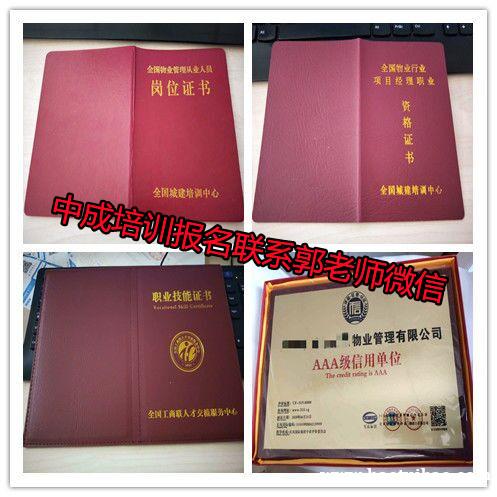 全国物业管理从业人员
岗位证书
全国城建培训中心
全国物业行业
项目经理职业
资格证书
全国城建培训中心
中成培训报名联系郭老师微信
职业技能证书
Vocational Skill Certificate
全国工商联人才交流服务中心
信
物业管理有限公司
AAA级信用单位
The credit rating is AAA